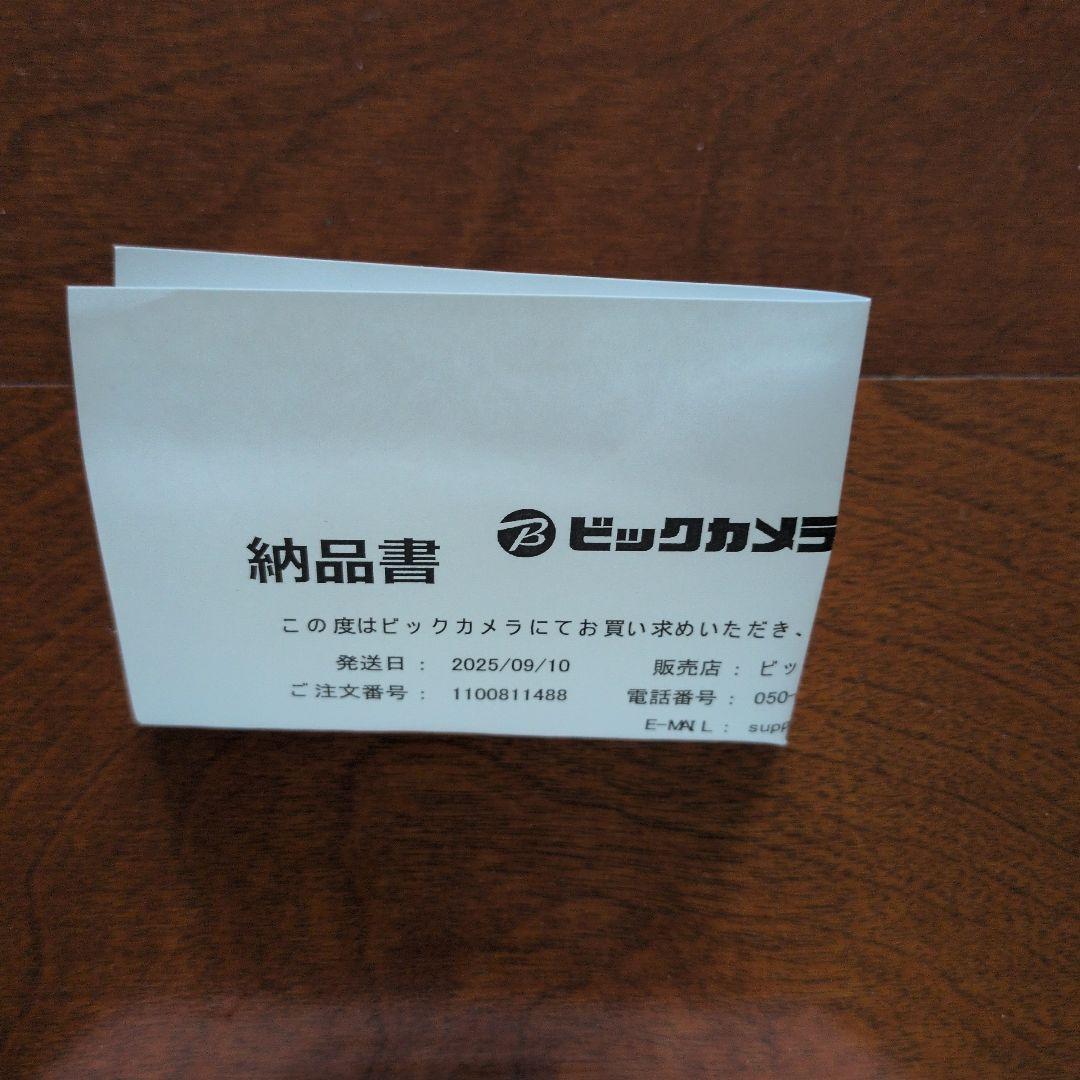 納品書
ビックカメラ
この度はビックカメラにてお買い求めいただき、
発送日： 2025/09/10 販売店： ビッ
ご注文番号： 1100811488 電話番号： 050-
E-MAIL： supp